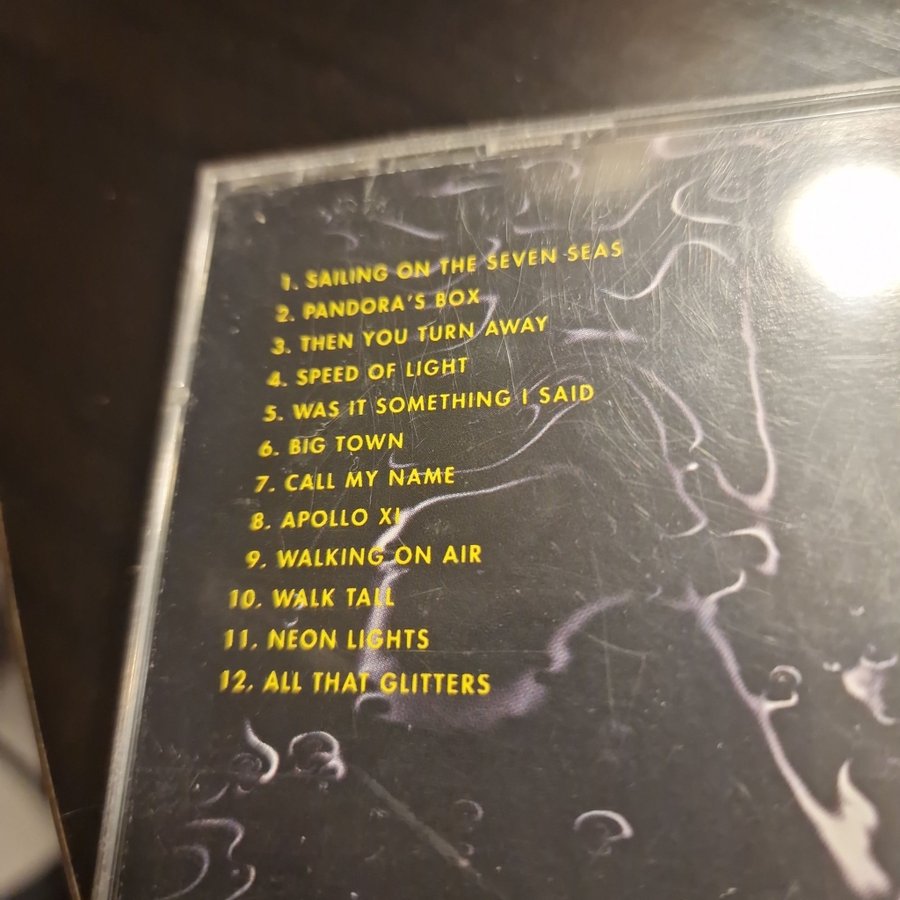 1. SAILING ON THE SEVEN SEAS
2. PANDORA'S BOX
3. THEN YOU TURN AWAY
4. SPEED OF LIGHT
5. WAS IT SOMETHING I SAID
6. BIG TOWN
7. CALL MY NAME
8. APOLLO XI
9. WALKING ON AIR
10. WALK TALL
11. NEON LIGHTS
12. ALL THAT GLITTERS